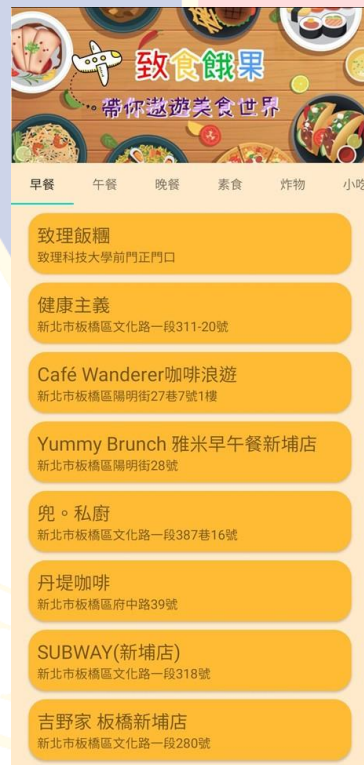 致食餓果
帶你遨遊美食世界
早餐 午餐 晚餐 素食 炸物 小吃
致理飯糰
致理科技大學前門正門口
健康主義
新北市板橋區文化路一段311-20號
Café Wanderer咖啡浪遊
新北市板橋區陽明街27巷7號1樓
Yummy Brunch 雅米早午餐新埔店
新北市板橋區陽明街28號
兜。私廚
新北市板橋區文化路一段387巷16號
丹堤咖啡
新北市板橋區府中路39號
SUBWAY(新埔店)
新北市板橋區文化路一段318號
吉野家 板橋新埔店
新北市板橋區文化路一段280號